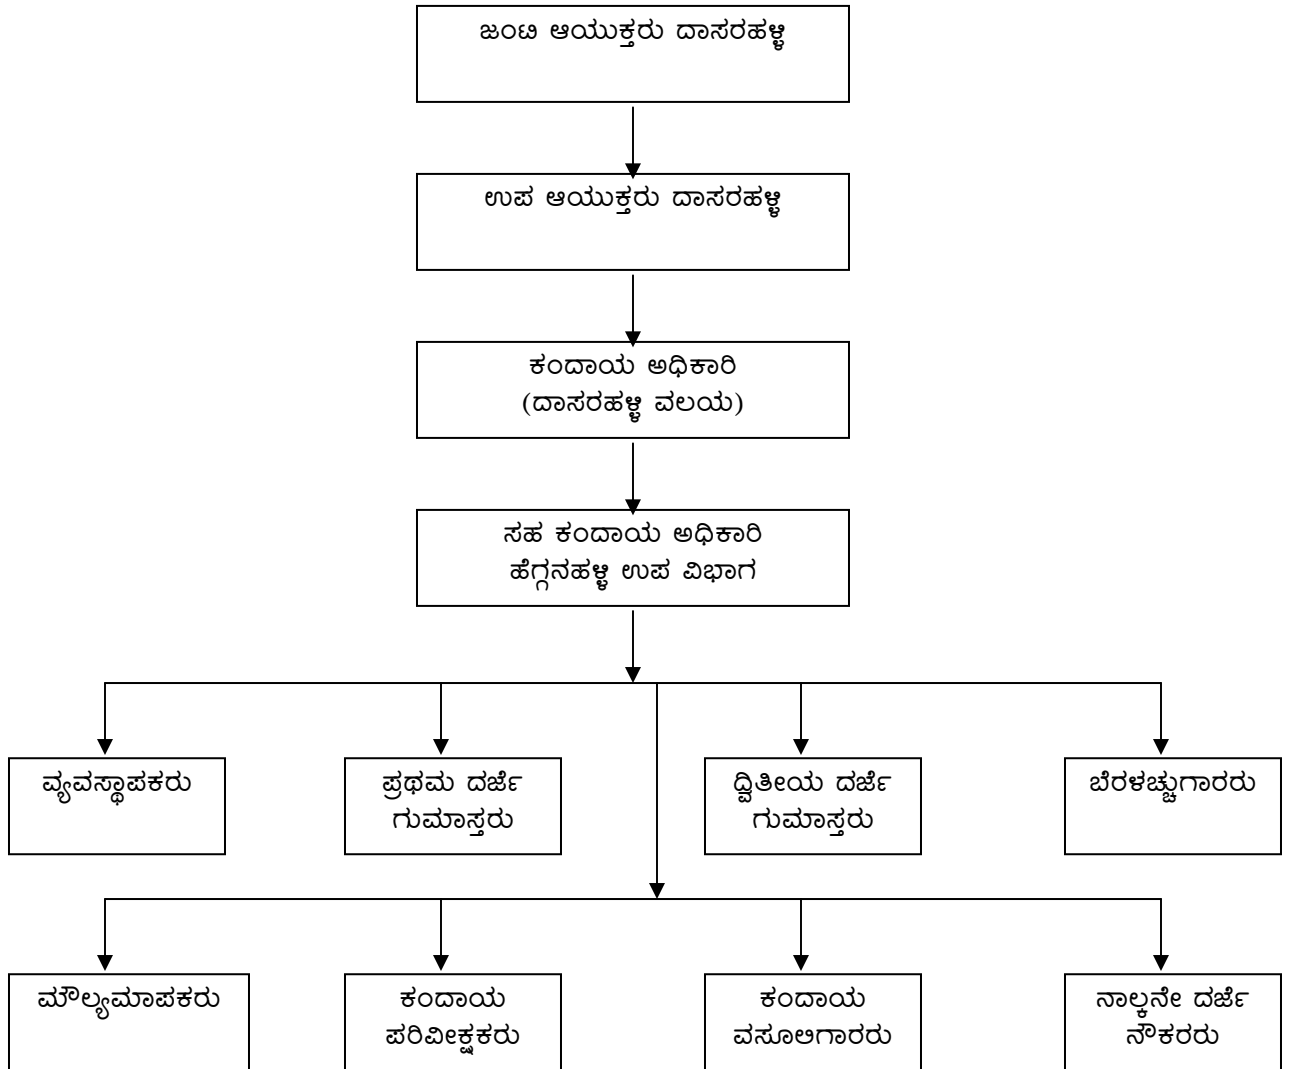 ಜಂಟಿ ಆಯುಕ್ತರು ದಾಸರಹಳ್ಳಿ
ಉಪ ಆಯುಕ್ತರು ದಾಸರಹಳ್ಳಿ
ಕಂದಾಯ ಅಧಿಕಾರಿ
(ದಾಸರಹಳ್ಳಿ ವಲಯ)
ಸಹ ಕಂದಾಯ ಅಧಿಕಾರಿ
ಹೆಗ್ಗನಹಳ್ಳಿ ಉಪ ವಿಭಾಗ
ವ್ಯವಸ್ಥಾಪಕರು
ಪ್ರಥಮ ದರ್ಜೆ
ಗುಮಾಸ್ತರು
ದ್ವಿತೀಯ ದರ್ಜೆ
ಗುಮಾಸ್ತರು
ಬೆರಳಚ್ಚುಗಾರರು
ಮೌಲ್ಯಮಾಪಕರು
ಕಂದಾಯ
ಪರಿವೀಕ್ಷಕರು
ಕಂದಾಯ
ವಸೂಲಿಗಾರರು
ನಾಲ್ಕನೇ ದರ್ಜೆ
ನೌಕರರು